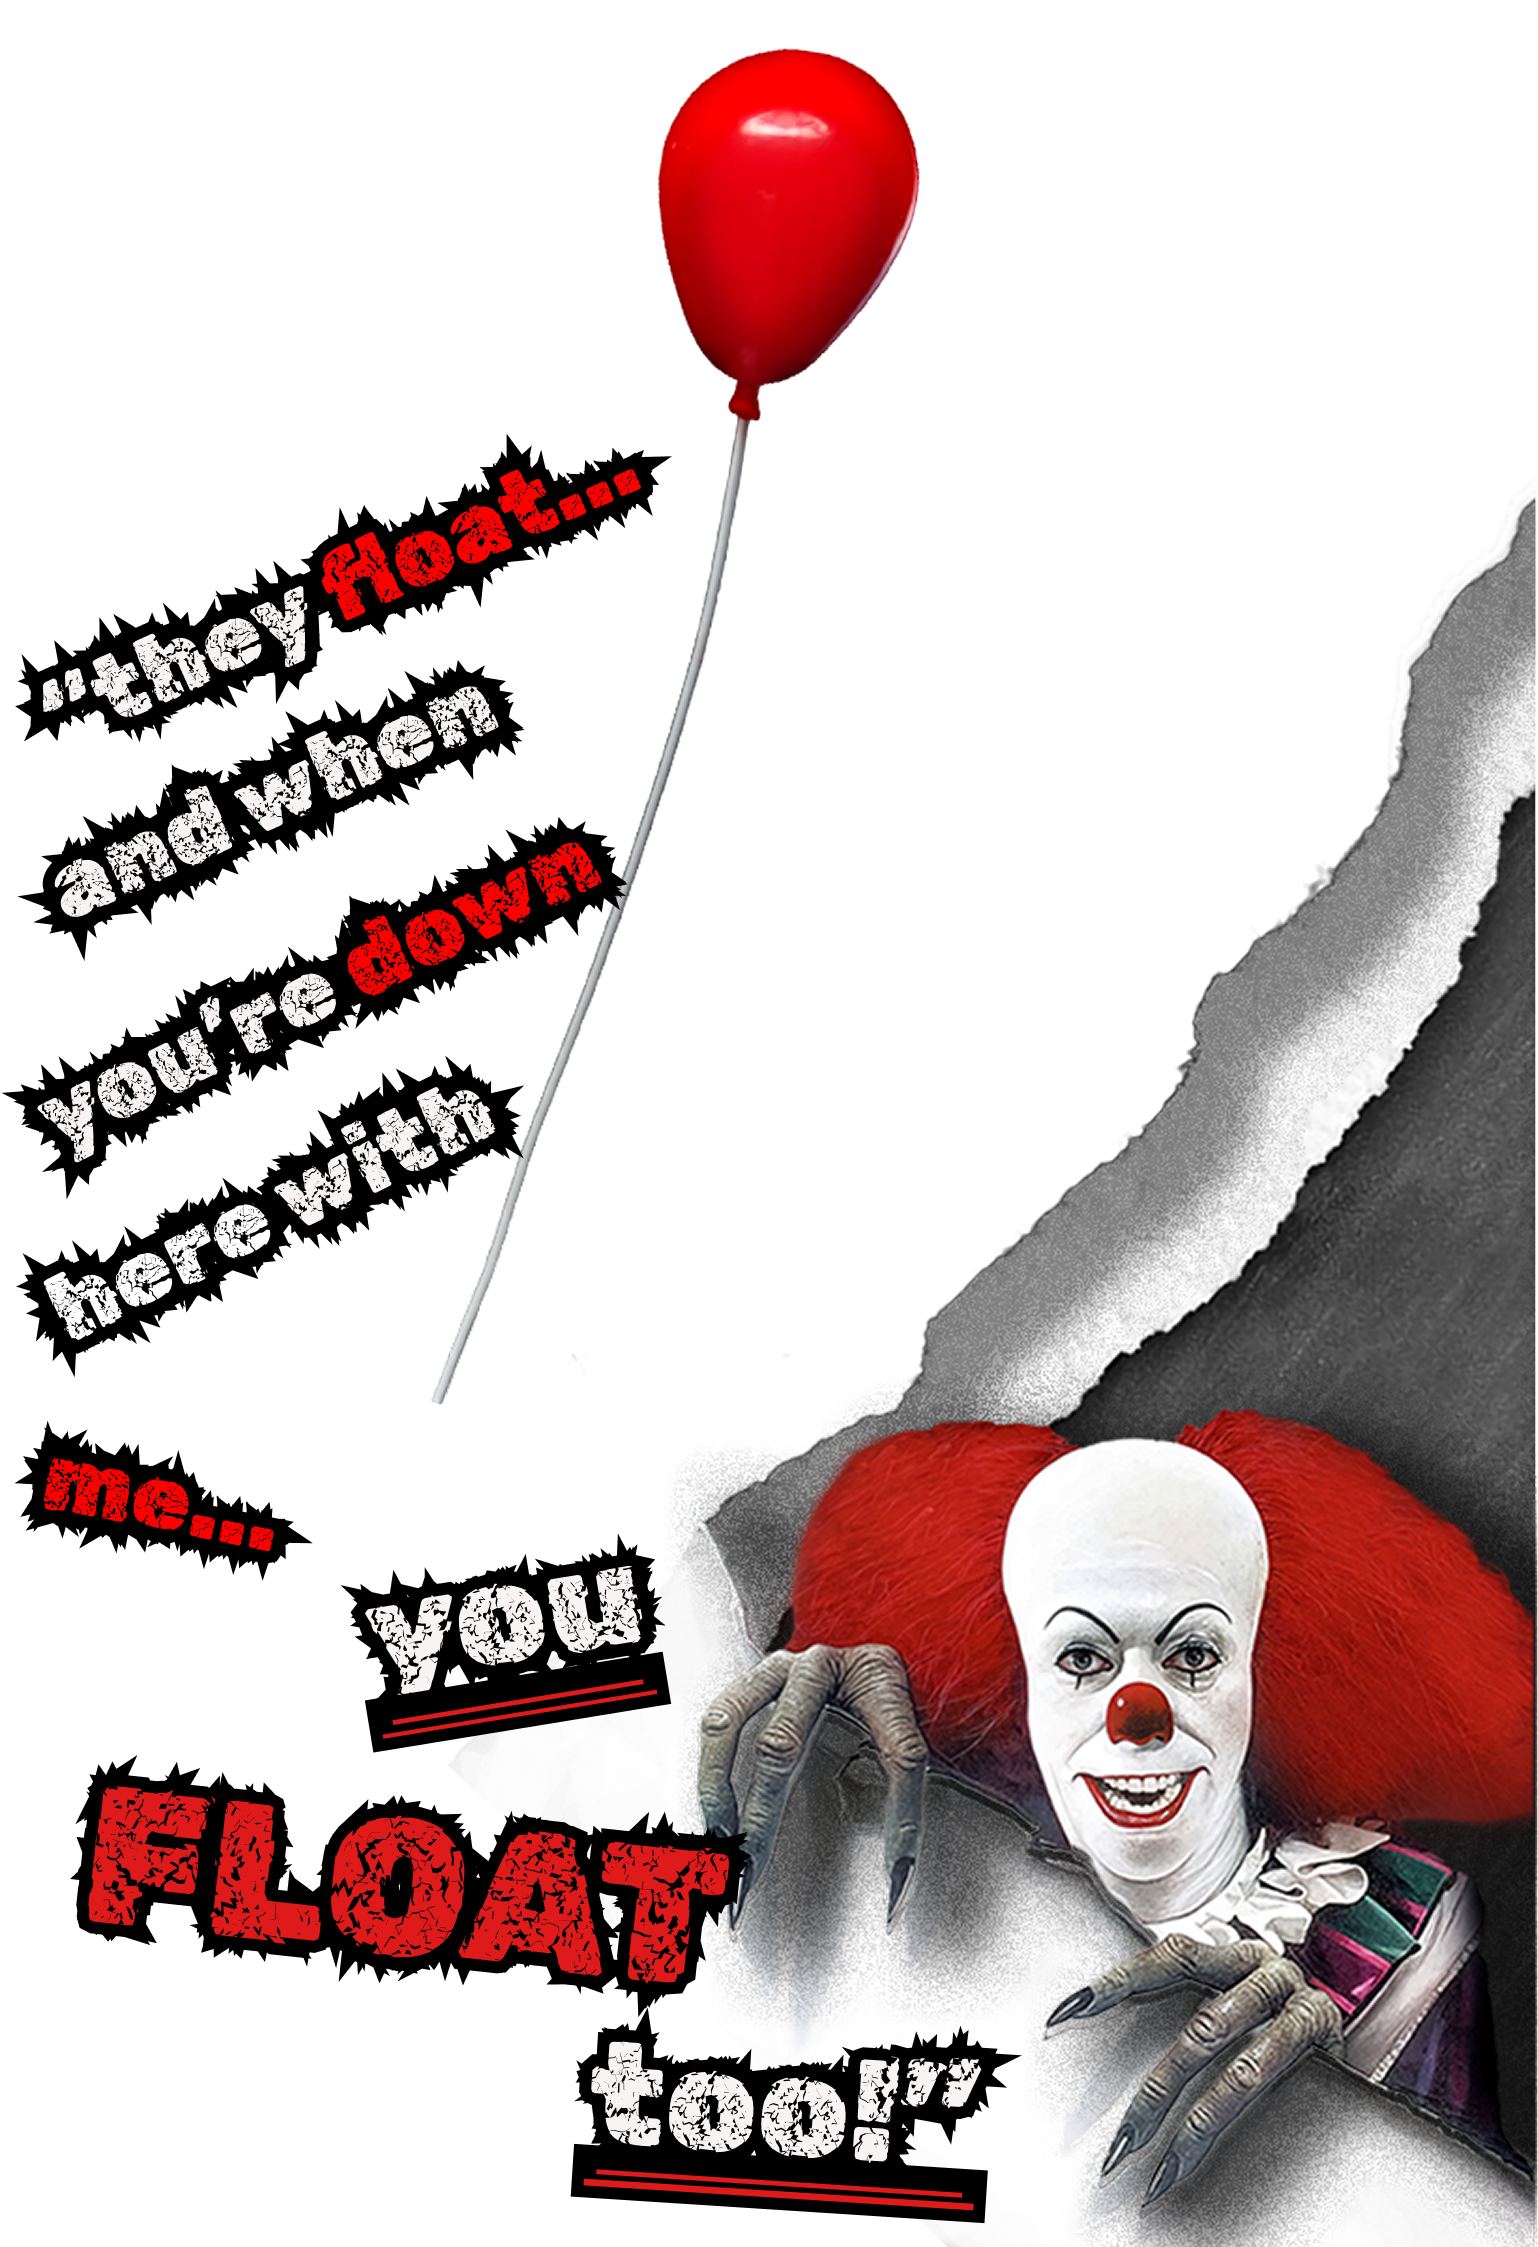 "they float...
and when
you're down
here with
me...
you
FLOAT
too!"